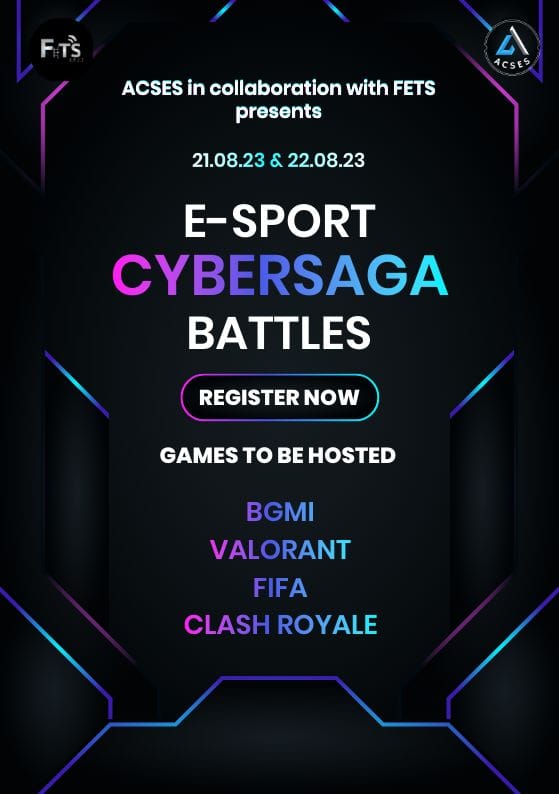 FETS
ACSES
ACSES in collaboration with FETS
presents
21.08.23 & 22.08.23
E-SPORT
CYBERSAGA
BATTLES
REGISTER NOW
GAMES TO BE HOSTED
BGMI
VALORANT
FIFA
CLASH ROYALE